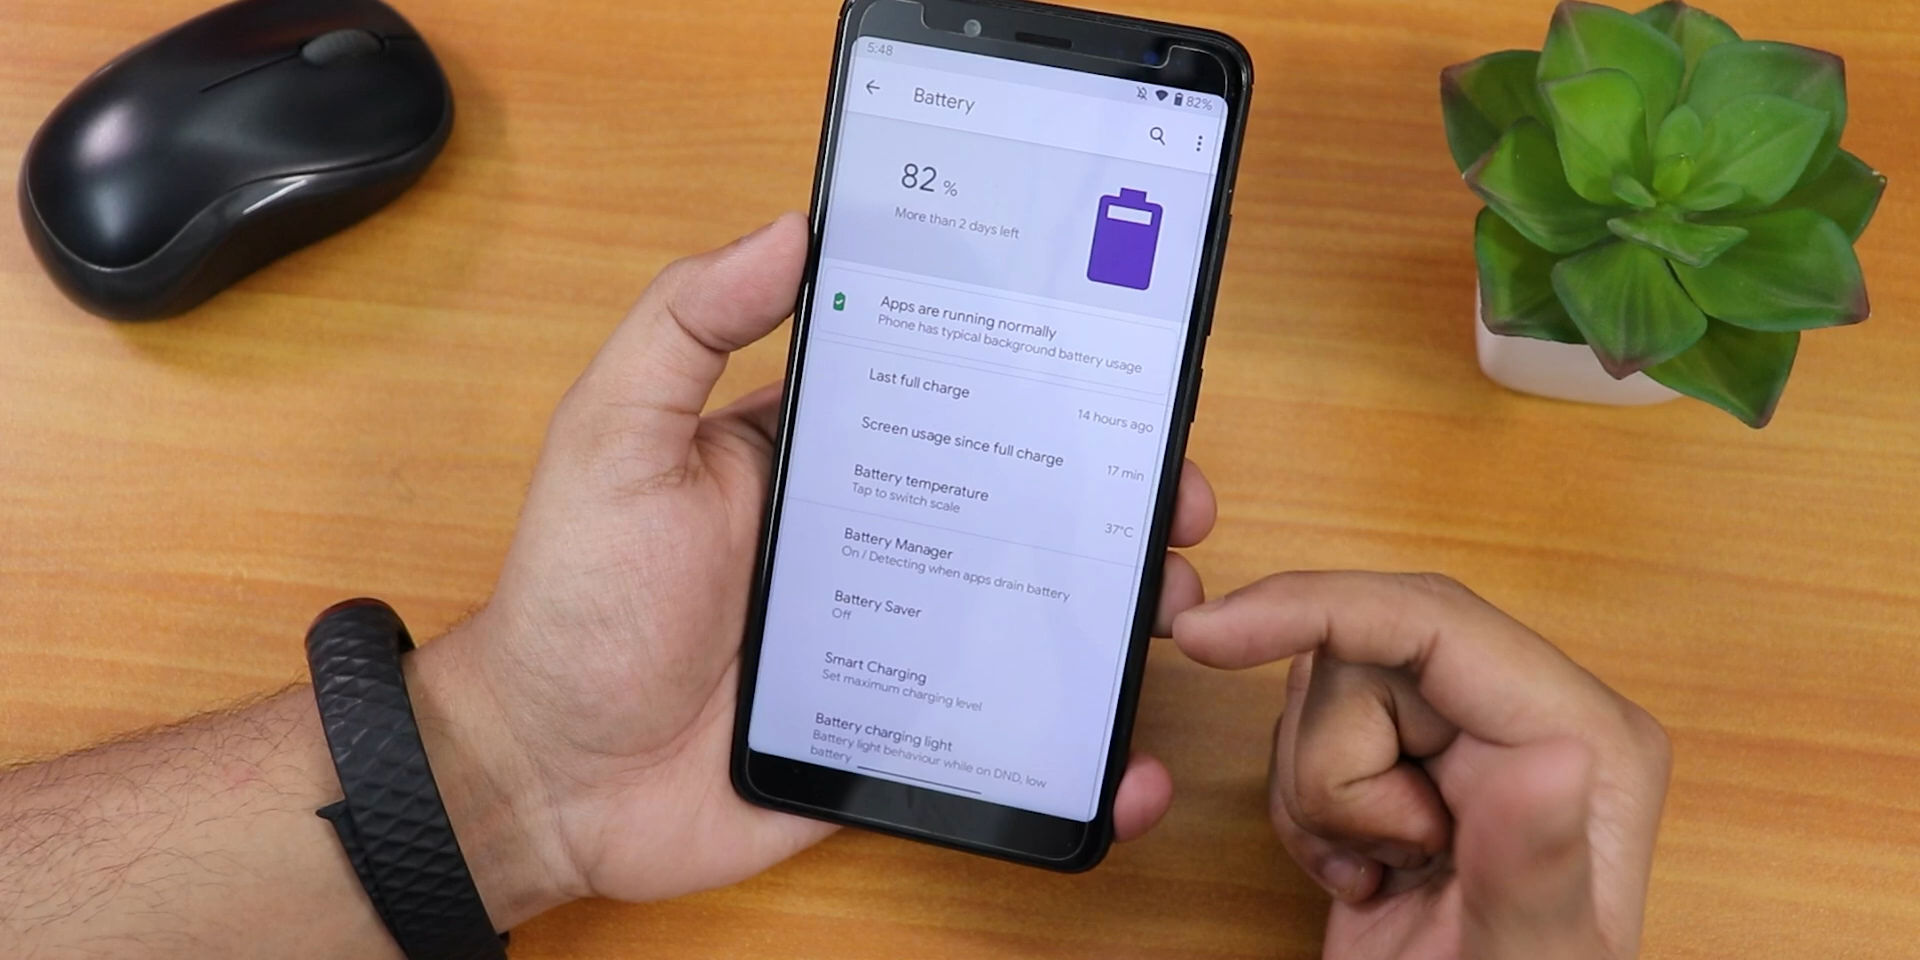 5:48
82%
Battery
82 %
More than 2 days left
Apps are running normally
Phone has typical background battery usage
Last full charge
14 hours ago
Screen usage since full charge
17 min
Battery temperature
Tap to switch scale
37°C
Battery Manager
On / Detecting when apps drain battery
Battery Saver
Off
Smart Charging
Set maximum charging level
Battery charging light
Battery light behaviour while on DND, low
battery